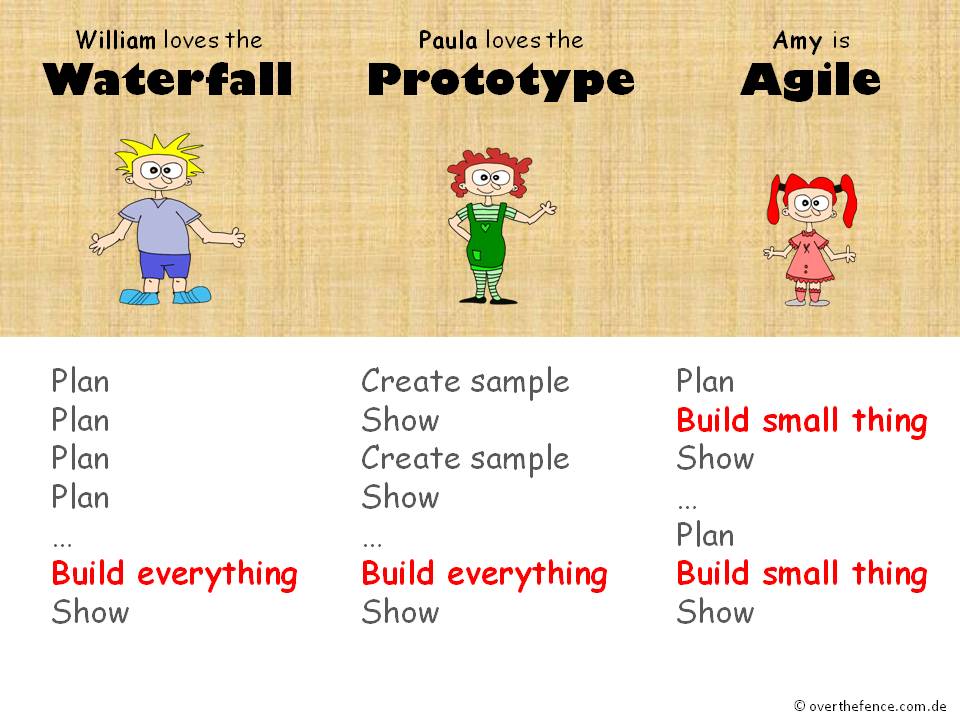 William loves the
Waterfall
Paula loves the
Prototype
Amy is
Agile
Plan
Plan
Plan
Plan
...
Build everything
Show
Create sample
Show
Create sample
Show
...
Build everything
Show
Plan
Build small thing
Show
...
Plan
Build small thing
Show
© overthefence.com.de